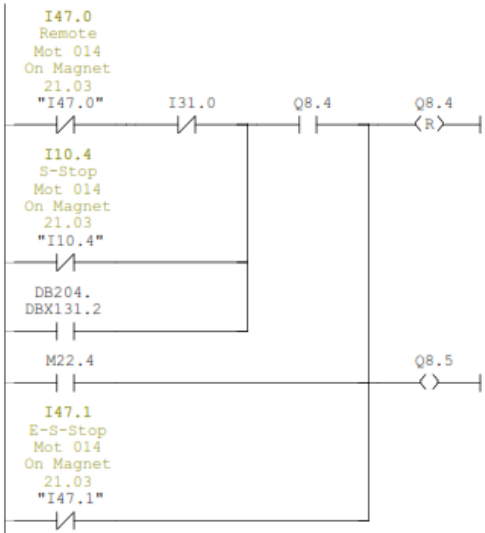 I47.0
Remote
Mot 014
On Magnet
21.03
"I47.0" I31.0 Q8.4 Q8.4
R
I10.4
S-Stop
Mot 014
On Magnet
21.03
"I10.4"
DB204.
DBX131.2
M22.4 Q8.5
I47.1
E-S-Stop
Mot 014
On Magnet
21.03
"I47.1"